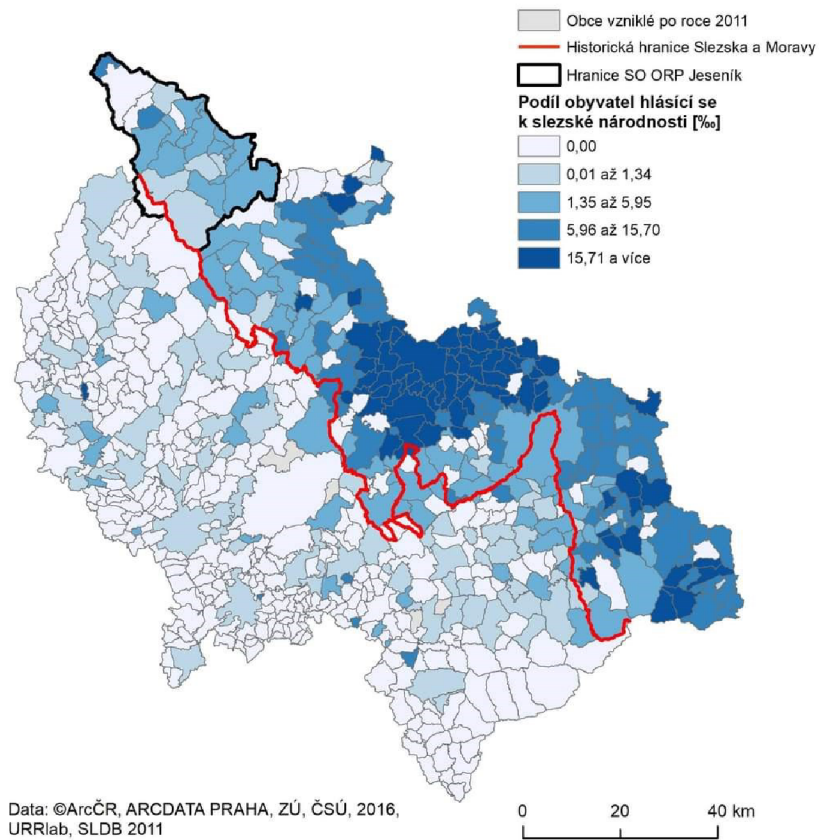 Obce vzniklé po roce 2011
Historická hranice Slezska a Moravy
Hranice SO ORP Jeseník
Podíl obyvatel hlásící se
k slezské národnosti [‰]
0,00
0,01 až 1,34
1,35 až 5,95
5,96 až 15,70
15,71 a více
Data: ©ArcČR, ARCDATA PRAHA, ZÚ, ČSÚ, 2016,
URRlab, SLDB 2011
0 20 40 km